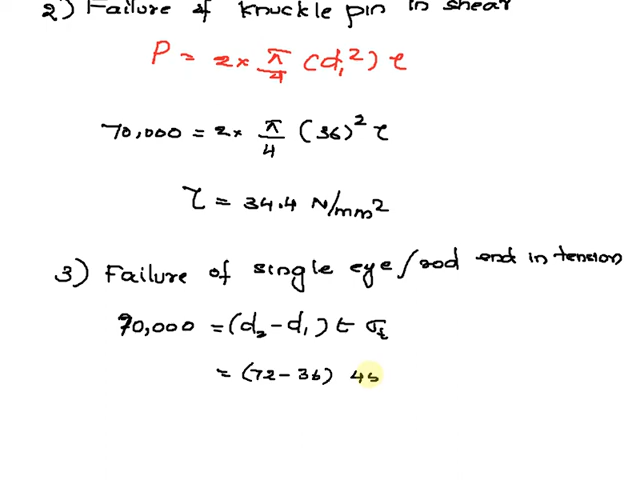 2) Failure of knuckle pin in shear
P = 2 × π/4 (d₁²) τ
70,000 = 2 × π/4 (36)² τ
τ = 34.4 N/mm²
3) Failure of single eye/rod end in tension
70,000 = (d₂ - d₁) t σₜ
= (72 - 36) 45